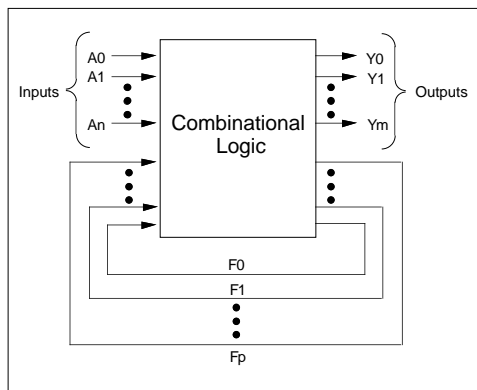 A0
Y0
A1
Y1
Inputs
Outputs
An
Ym
Combinational
Logic
F0
F1
Fp